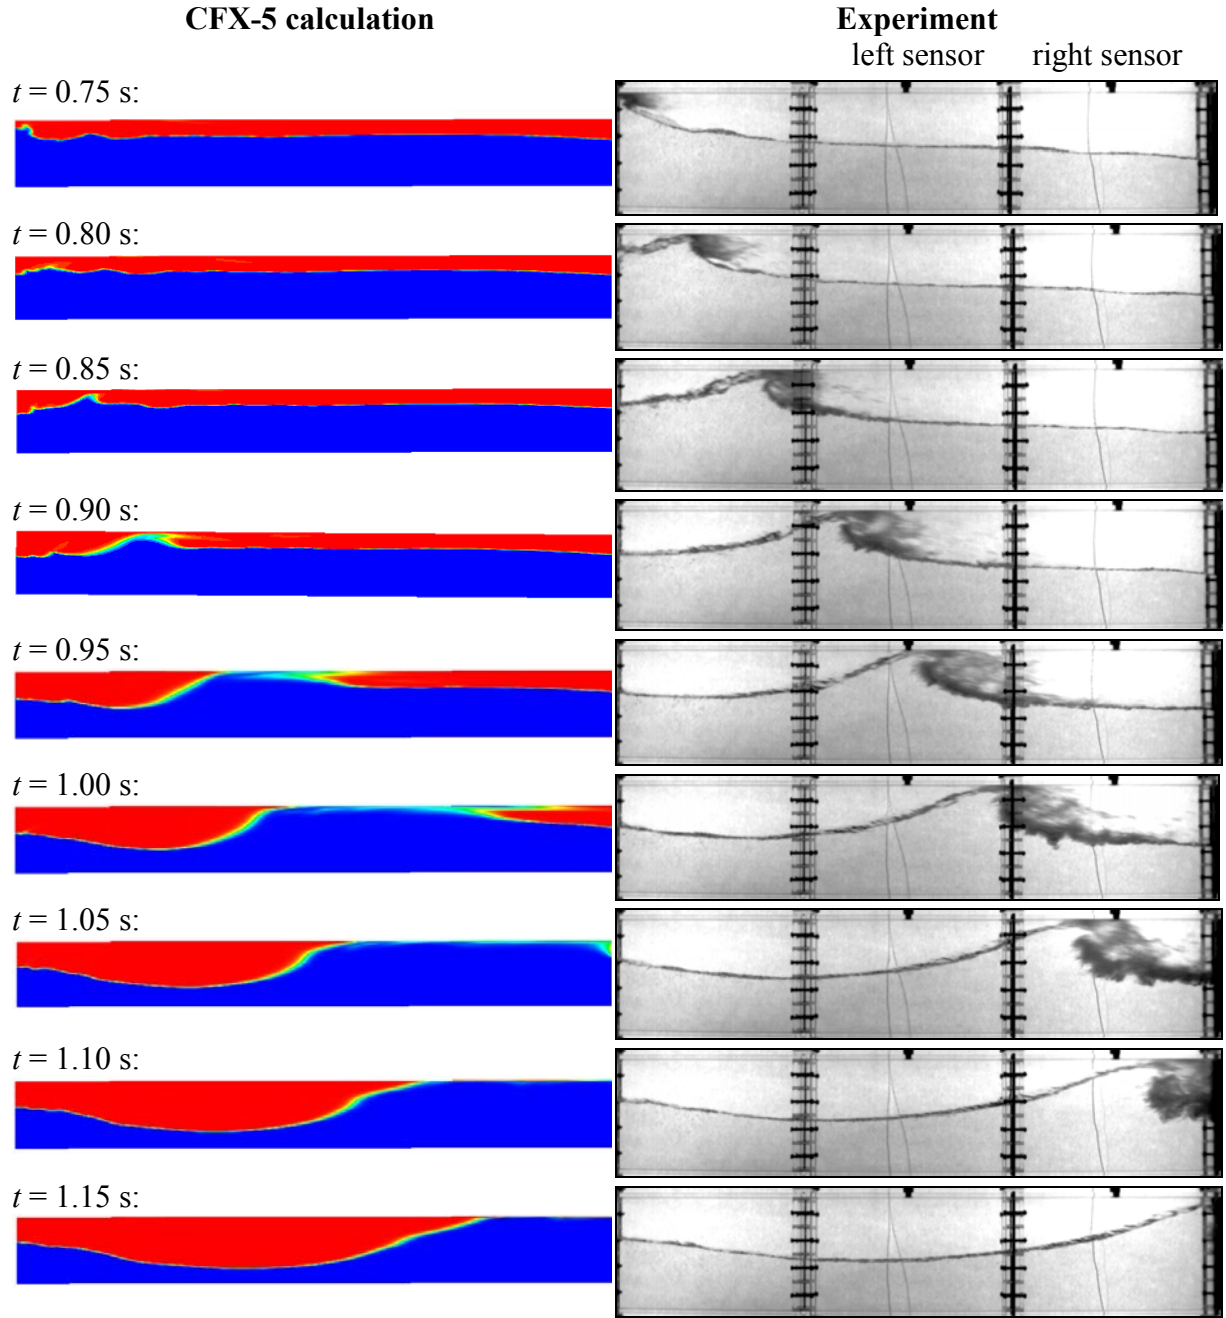 CFX-5 calculation Experiment
left sensor right sensor
t = 0.75 s:
t = 0.80 s:
t = 0.85 s:
t = 0.90 s:
t = 0.95 s:
t = 1.00 s:
t = 1.05 s:
t = 1.10 s:
t = 1.15 s: